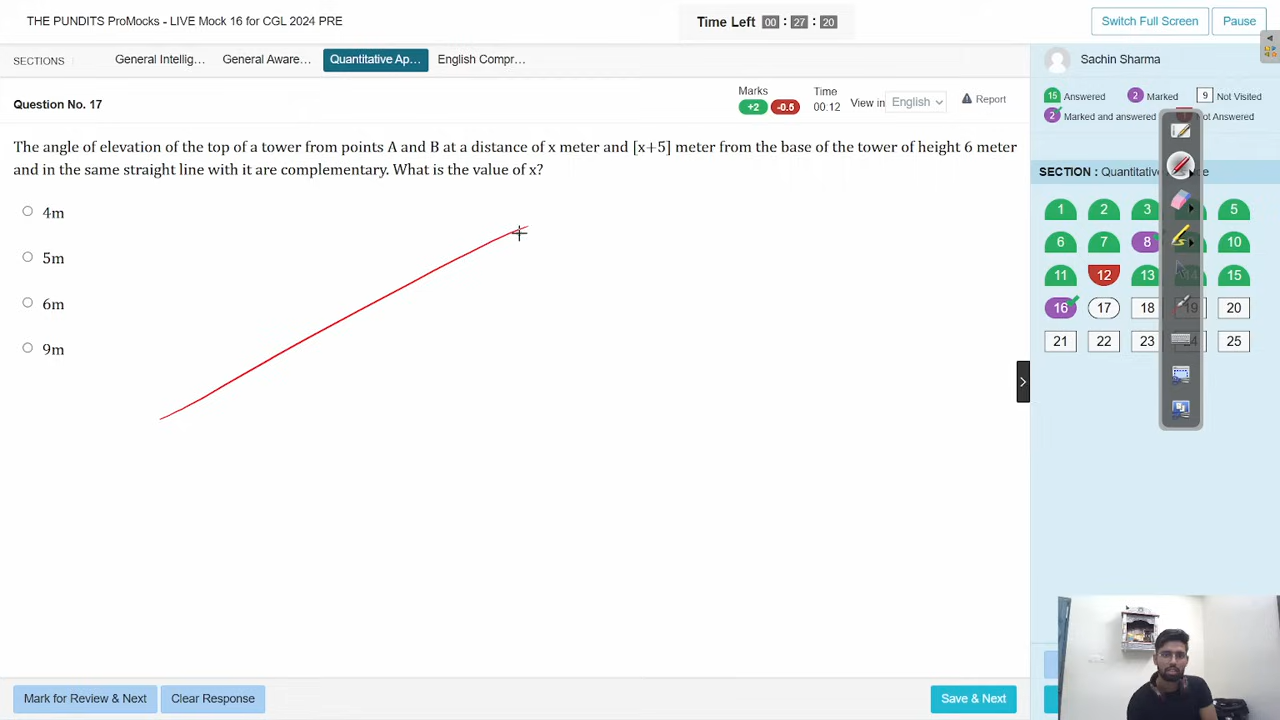 THE PUNDITS ProMocks - LIVE Mock 16 for CGL 2024 PRE
Time Left 00 : 27 : 20
Switch Full Screen
Pause
SECTIONS
General Intellig...
General Aware...
Quantitative Ap...
English Compr...
Sachin Sharma
Question No. 17
Marks
+2 -0.5
Time
00:12
View in English
Report
15 Answered
2 Marked
9 Not Visited
2 Marked and answered
Not Answered
The angle of elevation of the top of a tower from points A and B at a distance of x meter and [x+5] meter from the base of the tower of height 6 meter
and in the same straight line with it are complementary. What is the value of x?
4m
5m
6m
9m
SECTION : Quantitative
1 2 3 5
6 7 8 10
11 12 13 14 15
16 17 18 19 20
21 22 23 24 25
Mark for Review & Next
Clear Response
Save & Next